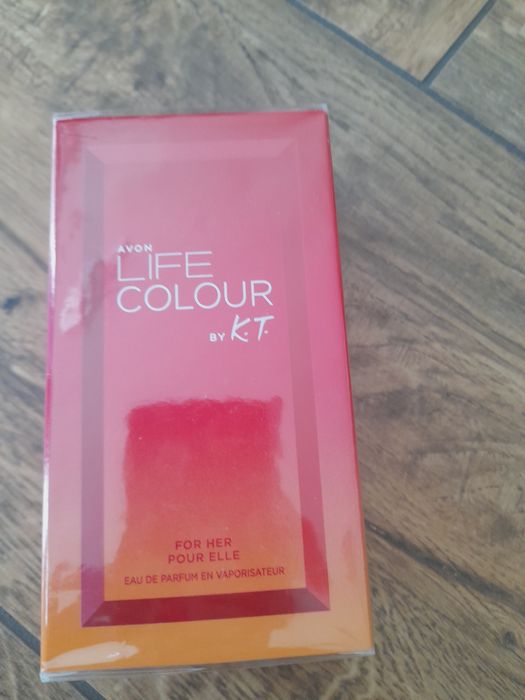 AVON
LIFE
COLOUR
BY K.T.
FOR HER
POUR ELLE
EAU DE PARFUM EN VAPORISATEUR